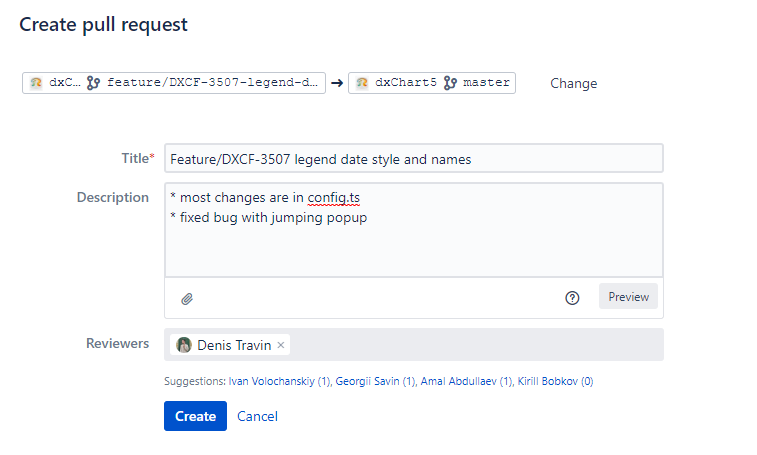 Create pull request
dxC... feature/DXCF-3507-legend-d... → dxChart5 master Change
Title* Feature/DXCF-3507 legend date style and names
Description * most changes are in config.ts
* fixed bug with jumping popup
Preview
Reviewers Denis Travin ×
Suggestions: Ivan Volochanskiy (1), Georgii Savin (1), Amal Abdullaev (1), Kirill Bobkov (0)
Create Cancel